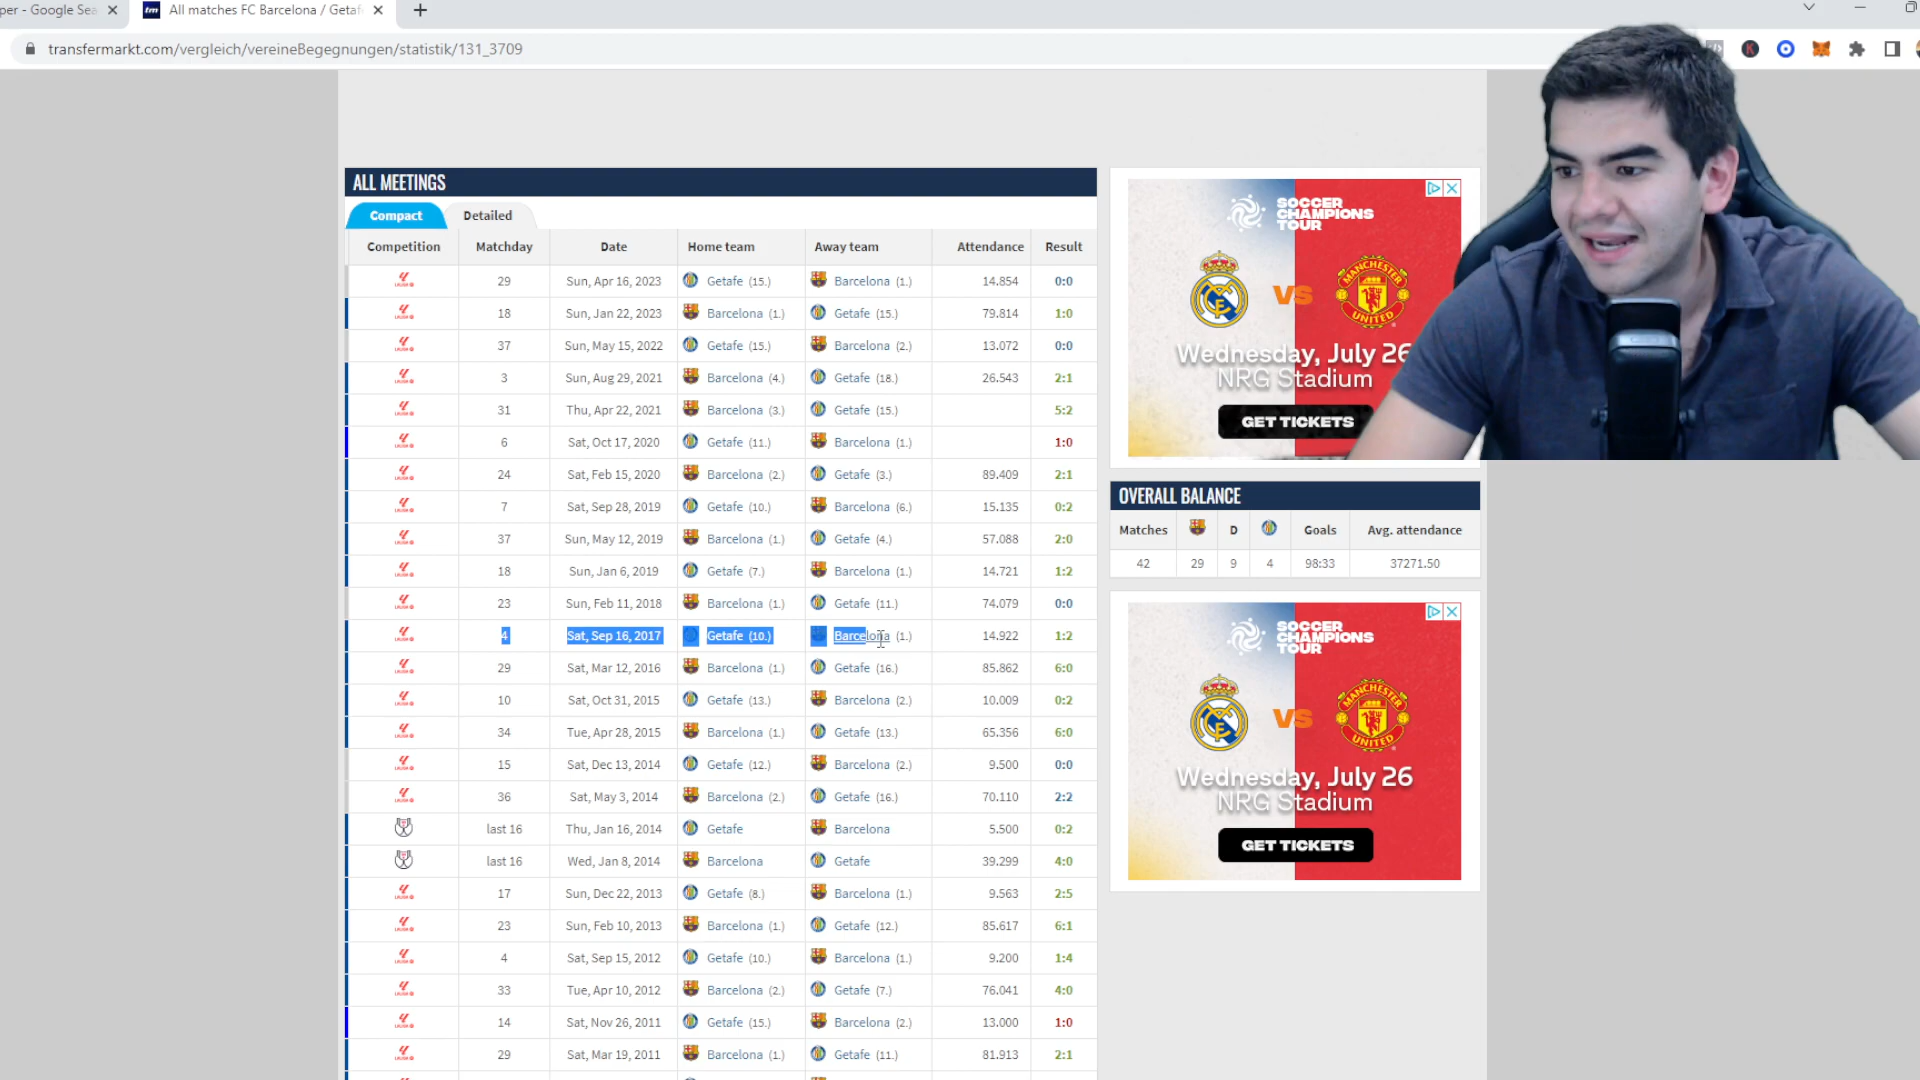 per - Google Sea
tm All matches FC Barcelona / Getaf
transfermarkt.com/vergleich/vereineBegegnungen/statistik/131_3709
ALL MEETINGS
Compact Detailed
Competition Matchday Date Home team Away team Attendance Result
29 Sun, Apr 16, 2023 Getafe (15.) Barcelona (1.) 14.854 0:0
18 Sun, Jan 22, 2023 Barcelona (1.) Getafe (15.) 79.814 1:0
37 Sun, May 15, 2022 Getafe (15.) Barcelona (2.) 13.072 0:0
3 Sun, Aug 29, 2021 Barcelona (4.) Getafe (18.) 26.543 2:1
31 Thu, Apr 22, 2021 Barcelona (3.) Getafe (15.) 5:2
6 Sat, Oct 17, 2020 Getafe (11.) Barcelona (1.) 1:0
24 Sat, Feb 15, 2020 Barcelona (2.) Getafe (3.) 89.409 2:1
7 Sat, Sep 28, 2019 Getafe (10.) Barcelona (6.) 15.135 0:2
37 Sun, May 12, 2019 Barcelona (1.) Getafe (4.) 57.088 2:0
18 Sun, Jan 6, 2019 Getafe (7.) Barcelona (1.) 14.721 1:2
23 Sun, Feb 11, 2018 Barcelona (1.) Getafe (11.) 74.079 0:0
4 Sat, Sep 16, 2017 Getafe (10.) Barcelona (1.) 14.922 1:2
29 Sat, Mar 12, 2016 Barcelona (1.) Getafe (16.) 85.862 6:0
10 Sat, Oct 31, 2015 Getafe (13.) Barcelona (2.) 10.009 0:2
34 Tue, Apr 28, 2015 Barcelona (1.) Getafe (13.) 65.356 6:0
15 Sat, Dec 13, 2014 Getafe (12.) Barcelona (2.) 9.500 0:0
36 Sat, May 3, 2014 Barcelona (2.) Getafe (16.) 70.110 2:2
last 16 Thu, Jan 16, 2014 Getafe Barcelona 5.500 0:2
last 16 Wed, Jan 8, 2014 Barcelona Getafe 39.299 4:0
17 Sun, Dec 22, 2013 Getafe (8.) Barcelona (1.) 9.563 2:5
23 Sun, Feb 10, 2013 Barcelona (1.) Getafe (12.) 85.617 6:1
4 Sat, Sep 15, 2012 Getafe (10.) Barcelona (1.) 9.200 1:4
33 Tue, Apr 10, 2012 Barcelona (2.) Getafe (7.) 76.041 4:0
14 Sat, Nov 26, 2011 Getafe (15.) Barcelona (2.) 13.000 1:0
29 Sat, Mar 19, 2011 Barcelona (1.) Getafe (11.) 81.913 2:1
SOCCER
CHAMPIONS
TOUR
VS
MANCHESTER
UNITED
Wednesday, July 26
NRG Stadium
GET TICKETS
OVERALL BALANCE
Matches D Goals Avg. attendance
42 29 9 4 98:33 37271.50
SOCCER
CHAMPIONS
TOUR
VS
MANCHESTER
UNITED
Wednesday, July 26
NRG Stadium
GET TICKETS